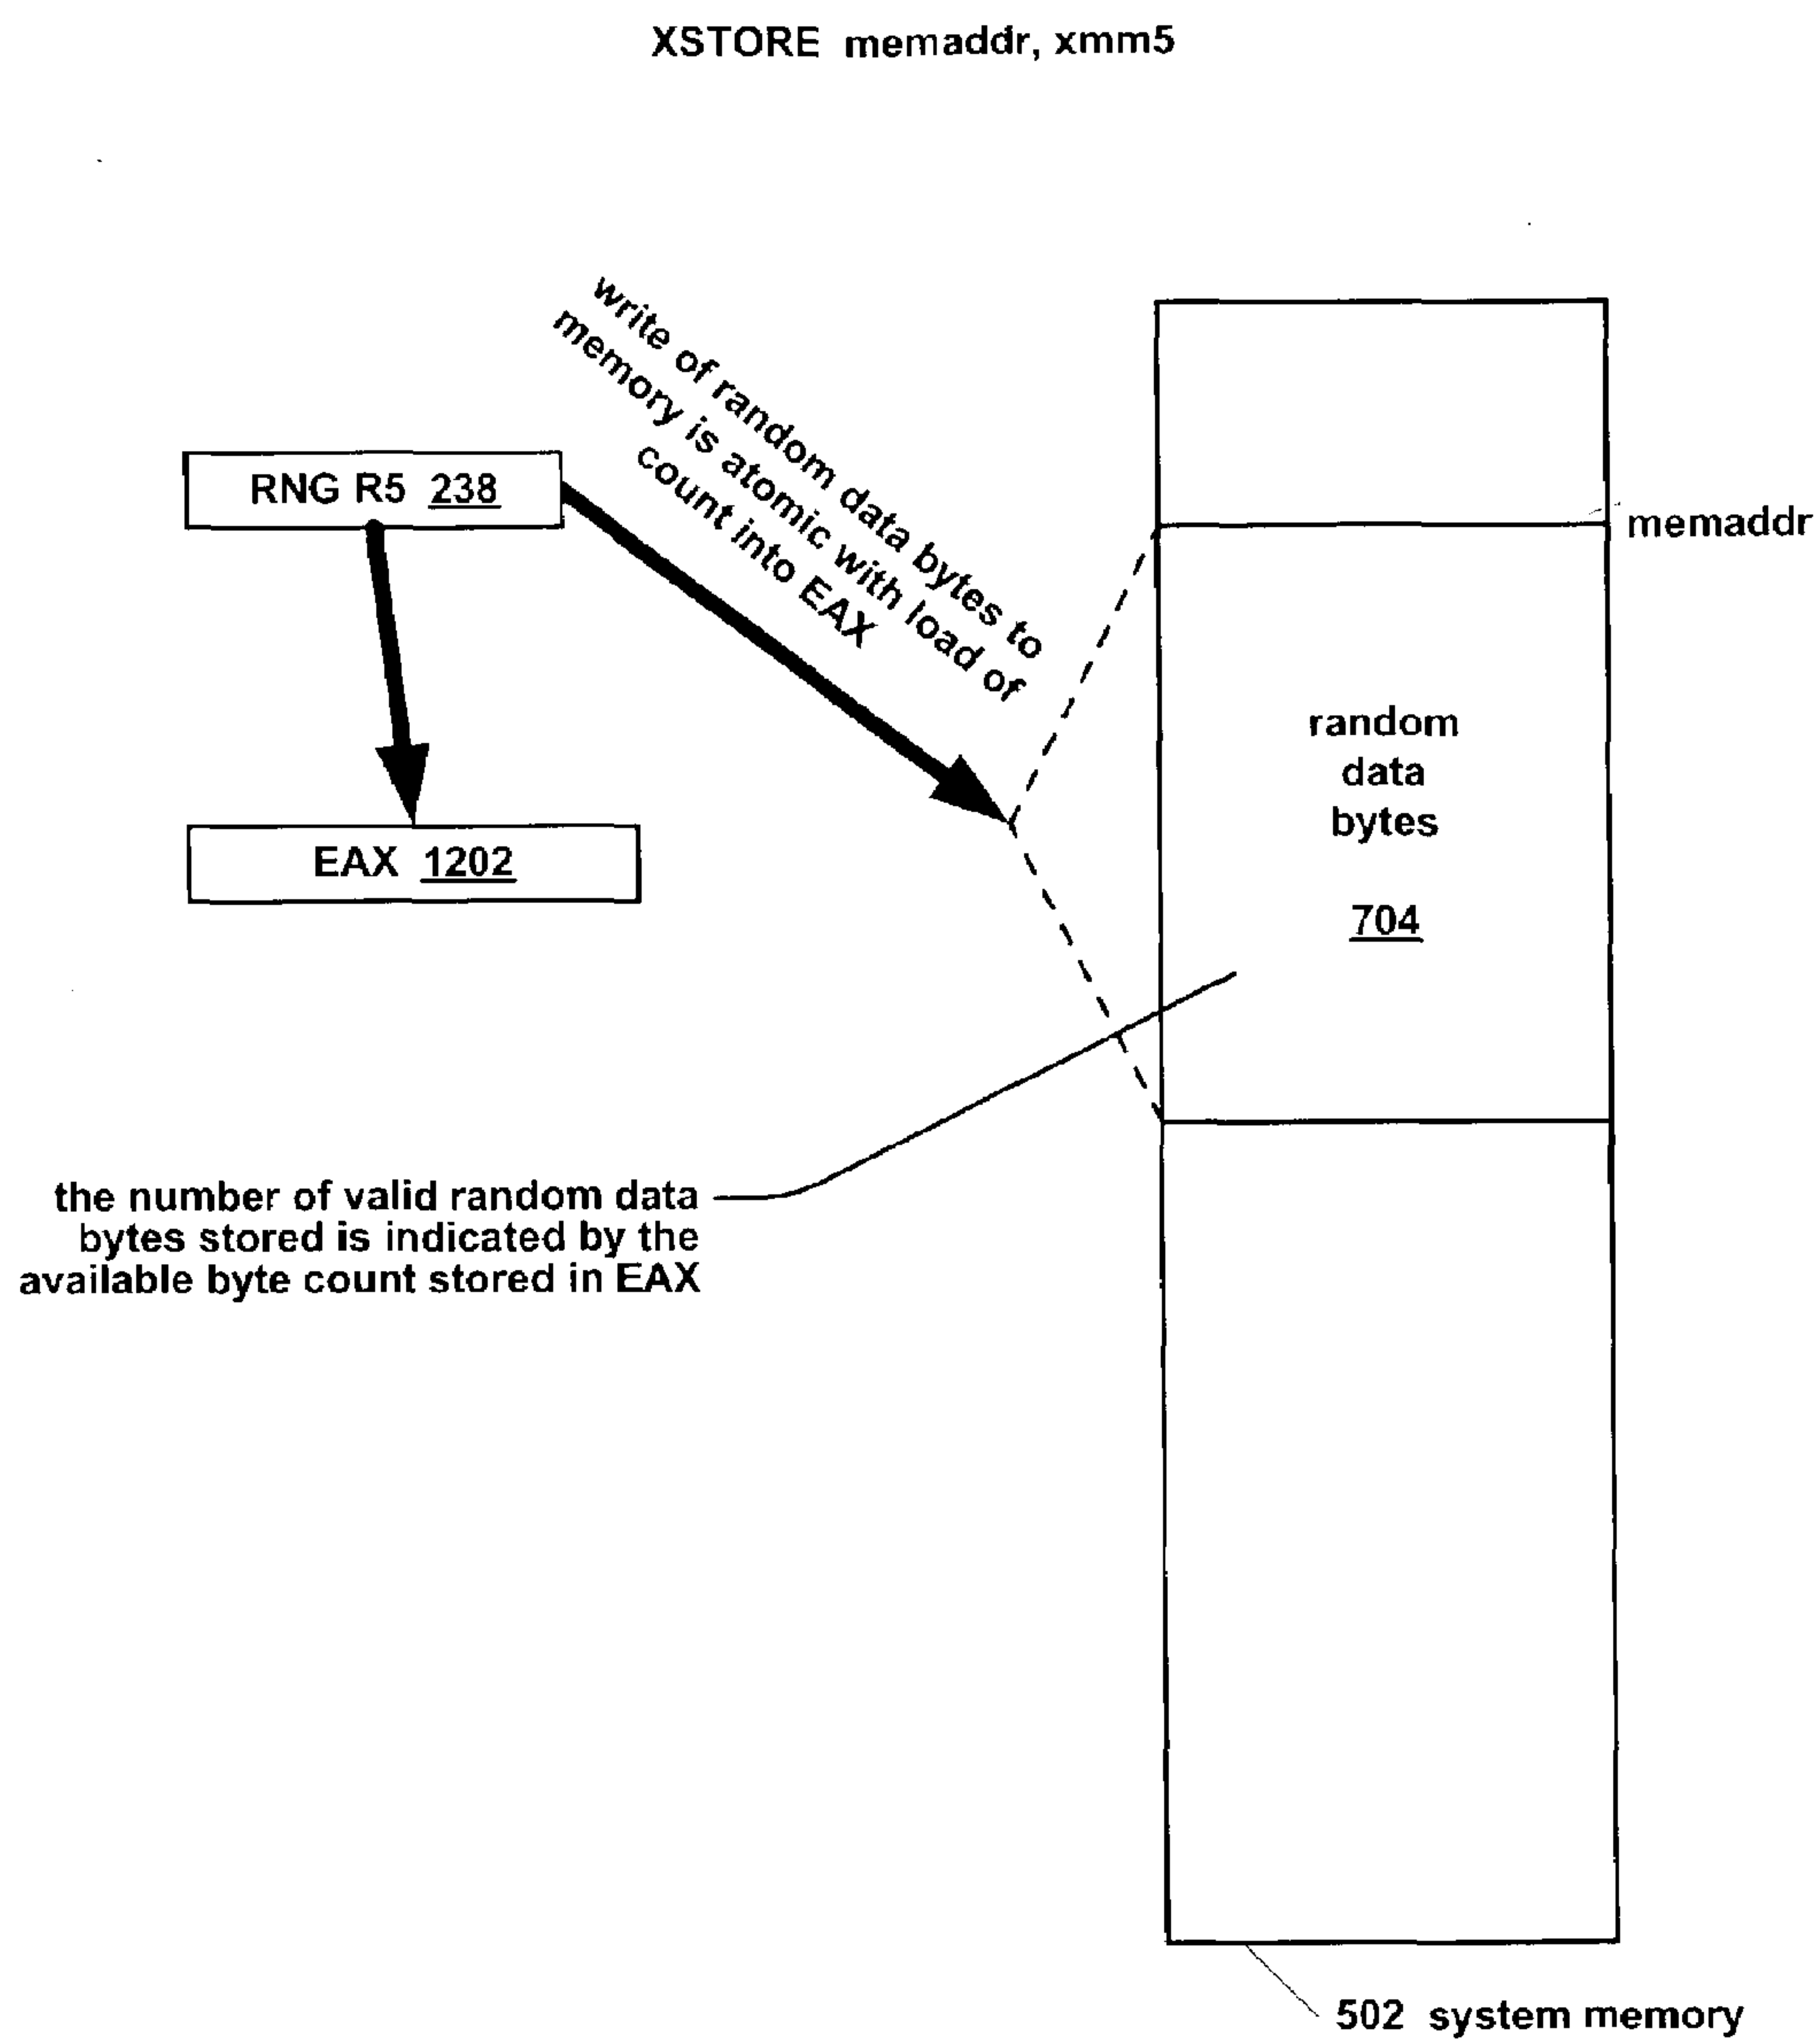 XSTORE memaddr, xmm5
write of random data bytes to
memory is atomic with load of
count into EAX
RNG R5 238
memaddr
random
data
bytes
704
EAX 1202
the number of valid random data
bytes stored is indicated by the
available byte count stored in EAX
502 system memory